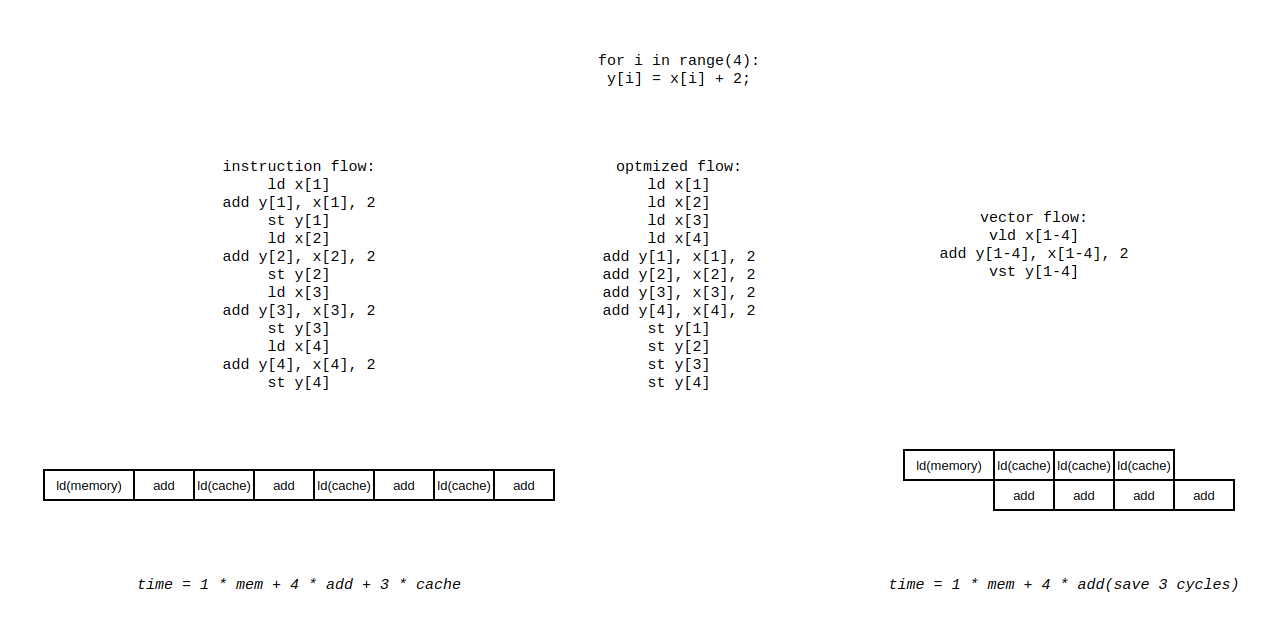 for i in range(4):
y[i] = x[i] + 2;
instruction flow:
ld x[1]
add y[1], x[1], 2
st y[1]
ld x[2]
add y[2], x[2], 2
st y[2]
ld x[3]
add y[3], x[3], 2
st y[3]
ld x[4]
add y[4], x[4], 2
st y[4]
optmized flow:
ld x[1]
ld x[2]
ld x[3]
ld x[4]
add y[1], x[1], 2
add y[2], x[2], 2
add y[3], x[3], 2
add y[4], x[4], 2
st y[1]
st y[2]
st y[3]
st y[4]
vector flow:
vld x[1-4]
add y[1-4], x[1-4], 2
vst y[1-4]
ld(memory) add ld(cache) add ld(cache) add ld(cache) add
time = 1 * mem + 4 * add + 3 * cache
ld(memory) ld(cache) ld(cache) ld(cache)
add add add add
time = 1 * mem + 4 * add(save 3 cycles)